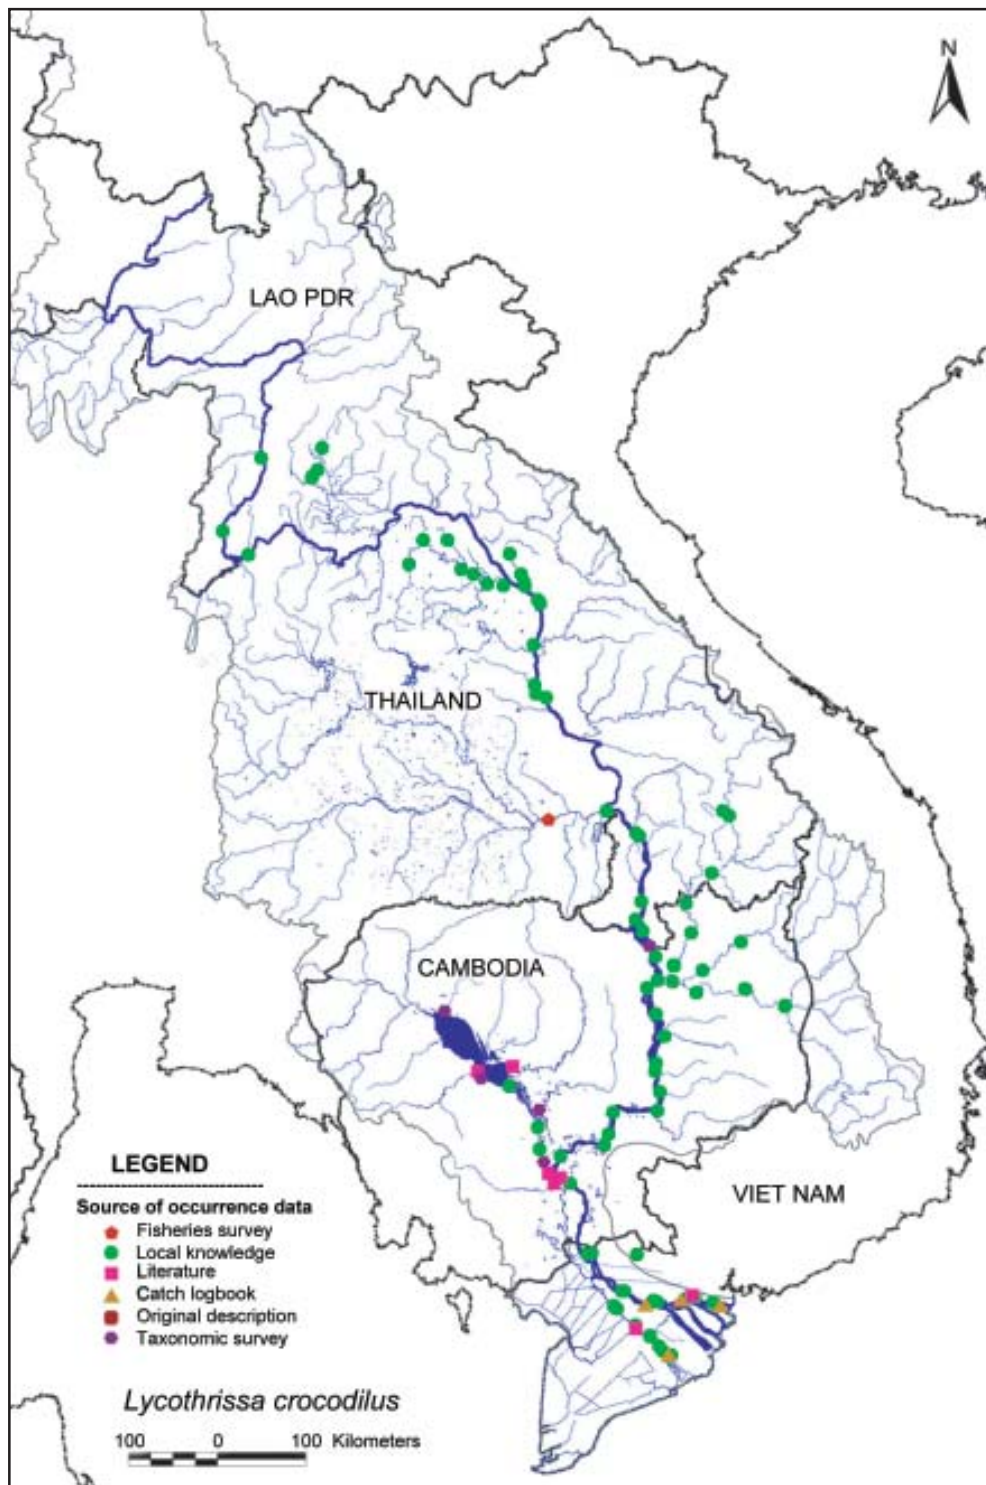 N
LAO PDR
THAILAND
CAMBODIA
VIET NAM
LEGEND
Source of occurrence data
Fisheries survey
Local knowledge
Literature
Catch logbook
Original description
Taxonomic survey
Lycothrissa crocodilus
100 0 100 Kilometers